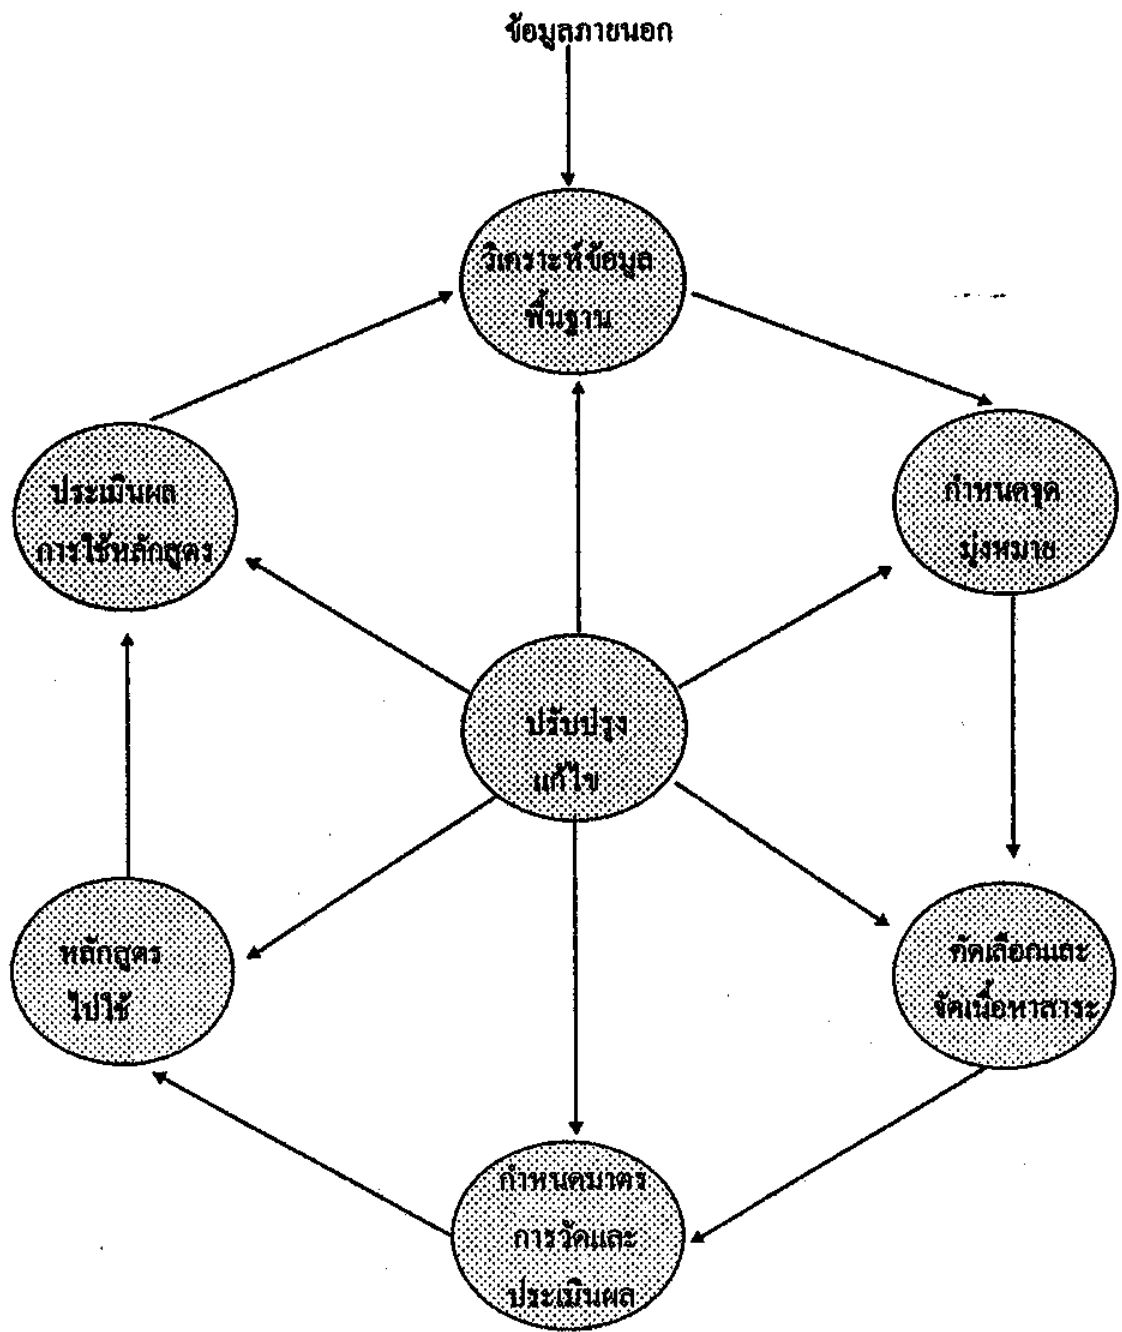 ข้อมูลภายนอก
วิเคราะห์ข้อมูล
พื้นฐาน
กำหนดจุด
มุ่งหมาย
คัดเลือกและ
จัดเนื้อหาสาระ
กำหนดมาตร
การวัดและ
ประเมินผล
หลักสูตร
ไปใช้
ประเมินผล
การใช้หลักสูตร
ปรับปรุง
แก้ไข